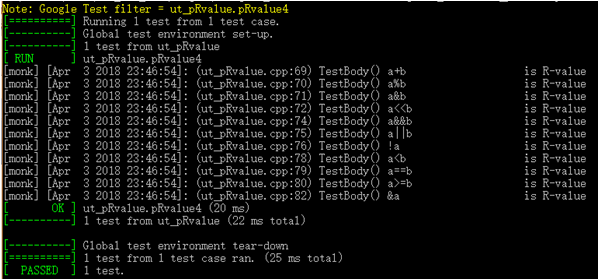 Note: Google Test filter = ut_pRvalue.pRvalue4
[==========] Running 1 test from 1 test case.
[----------] Global test environment set-up.
[----------] 1 test from ut_pRvalue
[ RUN      ] ut_pRvalue.pRvalue4
[monk] [Apr  3 2018 23:46:54]: (ut_pRvalue.cpp:69) TestBody() a+b is R-value
[monk] [Apr  3 2018 23:46:54]: (ut_pRvalue.cpp:70) TestBody() a%b is R-value
[monk] [Apr  3 2018 23:46:54]: (ut_pRvalue.cpp:71) TestBody() a&b is R-value
[monk] [Apr  3 2018 23:46:54]: (ut_pRvalue.cpp:72) TestBody() a<<b is R-value
[monk] [Apr  3 2018 23:46:54]: (ut_pRvalue.cpp:74) TestBody() a&&b is R-value
[monk] [Apr  3 2018 23:46:54]: (ut_pRvalue.cpp:75) TestBody() a||b is R-value
[monk] [Apr  3 2018 23:46:54]: (ut_pRvalue.cpp:76) TestBody() !a is R-value
[monk] [Apr  3 2018 23:46:54]: (ut_pRvalue.cpp:78) TestBody() a<b is R-value
[monk] [Apr  3 2018 23:46:54]: (ut_pRvalue.cpp:79) TestBody() a==b is R-value
[monk] [Apr  3 2018 23:46:54]: (ut_pRvalue.cpp:80) TestBody() a>=b is R-value
[monk] [Apr  3 2018 23:46:54]: (ut_pRvalue.cpp:82) TestBody() &a is R-value
[       OK ] ut_pRvalue.pRvalue4 (20 ms)
[----------] 1 test from ut_pRvalue (22 ms total)
[----------] Global test environment tear-down
[==========] 1 test from 1 test case ran. (25 ms total)
[  PASSED  ] 1 test.